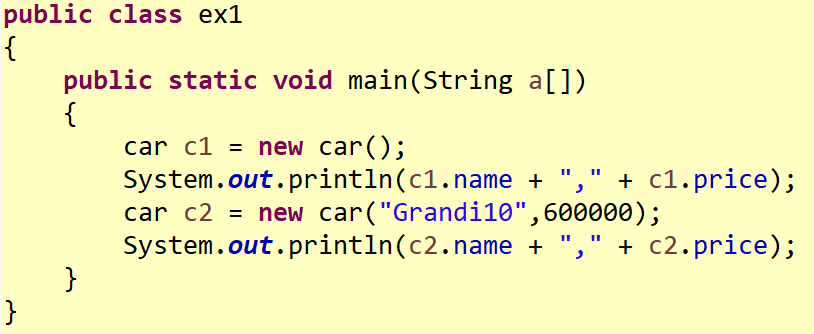 public class ex1
{
    public static void main(String a[])
    {
        car c1 = new car();
        System.out.println(c1.name + "," + c1.price);
        car c2 = new car("Grandi10",600000);
        System.out.println(c2.name + "," + c2.price);
    }
}